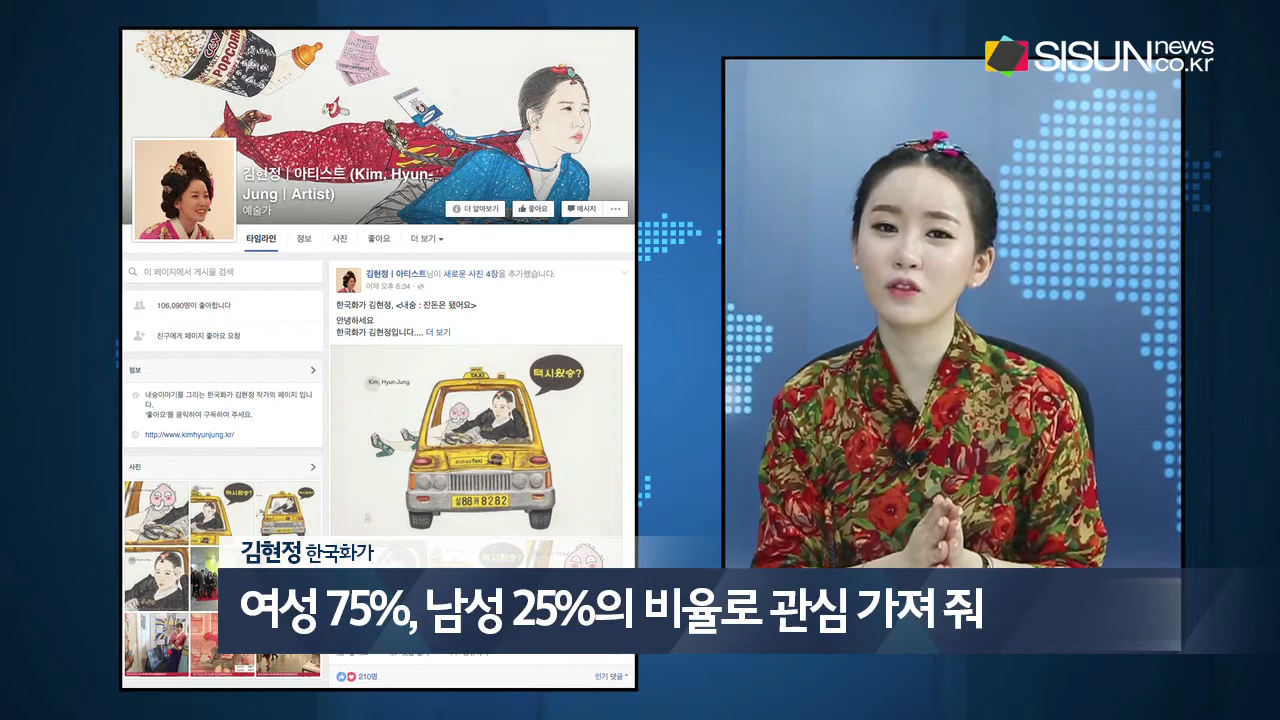 SISUN news
co.kr
POPCORN
김현정 | 아티스트 (Kim, Hyun-
Jung | Artist)
예술가
더 알아보기
좋아요
메시지
타임라인
정보
사진
좋아요
더 보기
이 페이지에서 게시물 검색
106,090명이 좋아합니다
친구에게 페이지 좋아요 요청
정보
내숭이야기를 그리는 한국화가 김현정 작가의 페이지 입니
다.
'좋아요'를 클릭하여 구독하여 주세요.
http://www.kimhyunjung.kr/
사진
택시왔숑?
김현정 | 아티스트님이 새로운 사진 4장을 추가했습니다.
어제 오후 6:34 ·
한국화가 김현정, <내숭 : 잔돈은 됐어요>
안녕하세요
한국화가 김현정입니다.... 더 보기
Kim, Hyun-Jung
택시왔숑?
TAXI
TAXI
8282
210명
인기 댓글
김현정 한국화가
여성 75%, 남성 25%의 비율로 관심 가져 줘